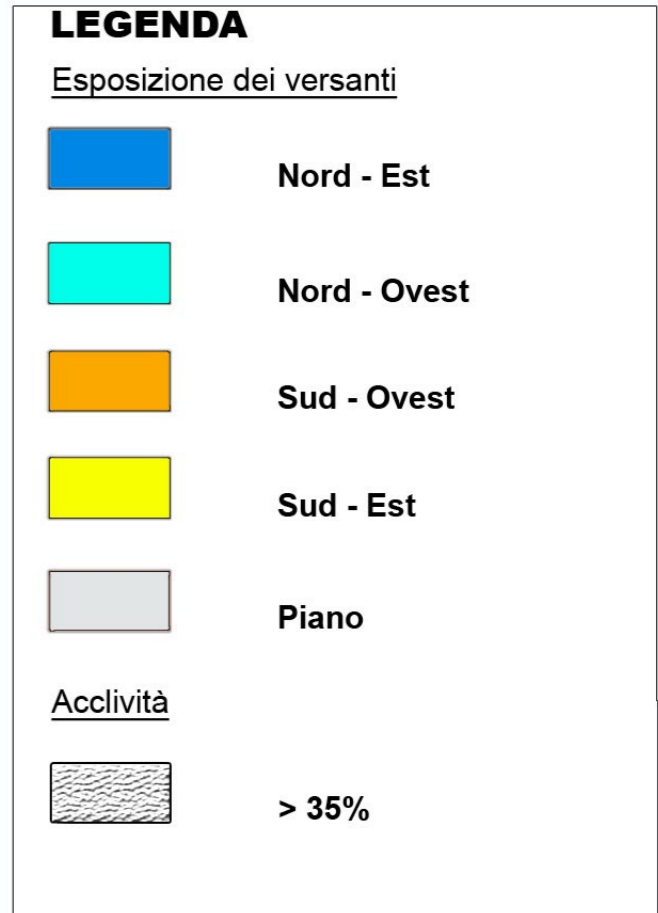 LEGENDA
Esposizione dei versanti
Nord - Est
Nord - Ovest
Sud - Ovest
Sud - Est
Piano
Acclività
> 35%